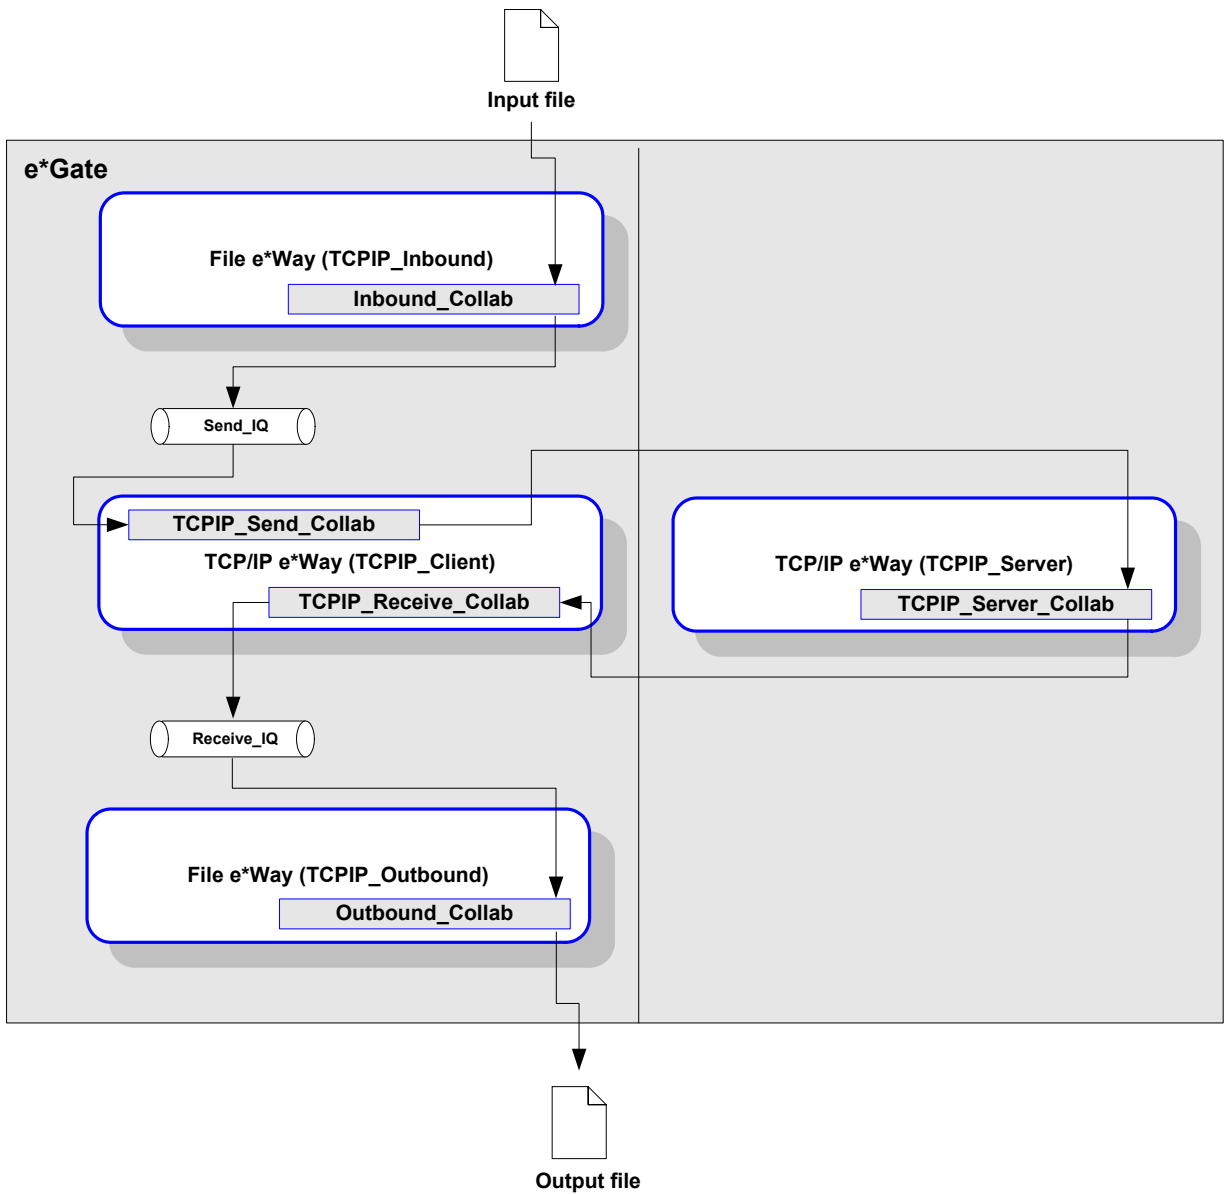 Input file
e*Gate
File e*Way (TCPIP_Inbound)
Inbound_Collab
Send_IQ
TCPIP_Send_Collab
TCP/IP e*Way (TCPIP_Client)
TCPIP_Receive_Collab
TCP/IP e*Way (TCPIP_Server)
TCPIP_Server_Collab
Receive_IQ
File e*Way (TCPIP_Outbound)
Outbound_Collab
Output file